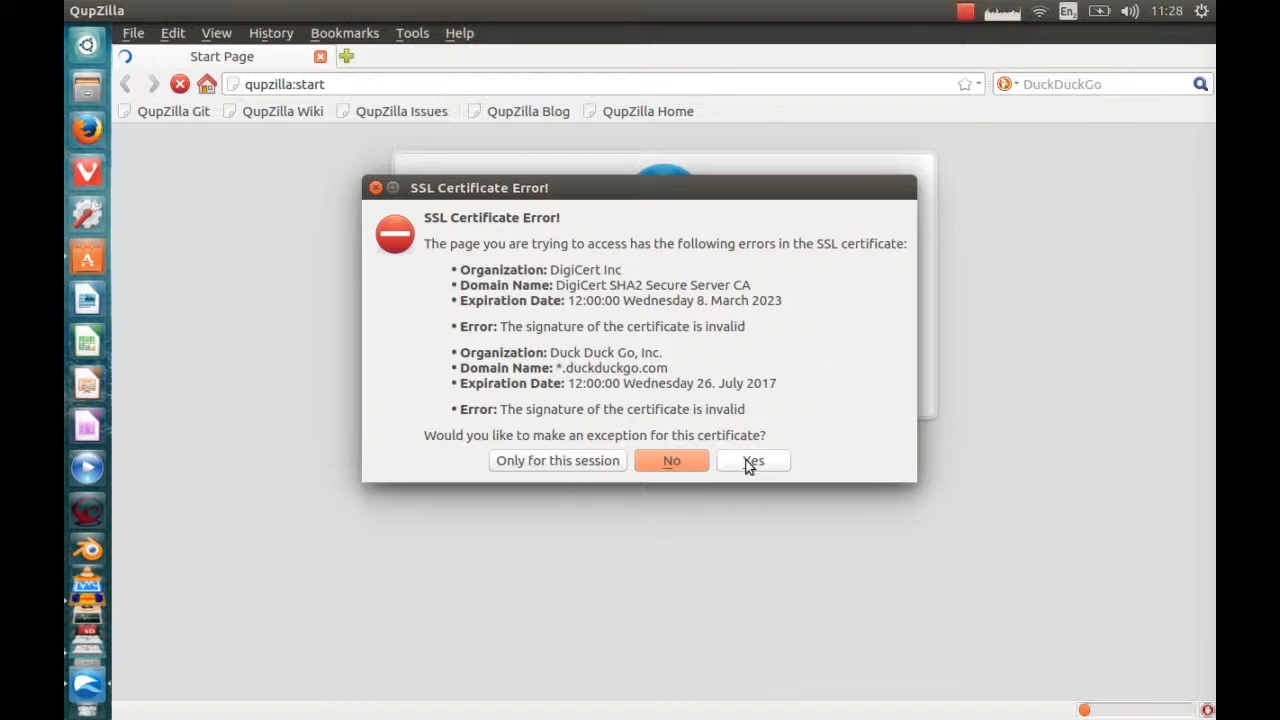 QupZilla
En2
11:28
File Edit View History Bookmarks Tools Help
Start Page
qupzilla:start
DuckDuckGo
QupZilla Git QupZilla Wiki QupZilla Issues QupZilla Blog QupZilla Home
SSL Certificate Error!
SSL Certificate Error!
The page you are trying to access has the following errors in the SSL certificate:
• Organization: DigiCert Inc
• Domain Name: DigiCert SHA2 Secure Server CA
• Expiration Date: 12:00:00 Wednesday 8. March 2023
• Error: The signature of the certificate is invalid
• Organization: Duck Duck Go, Inc.
• Domain Name: *.duckduckgo.com
• Expiration Date: 12:00:00 Wednesday 26. July 2017
• Error: The signature of the certificate is invalid
Would you like to make an exception for this certificate?
Only for this session No Yes
SD